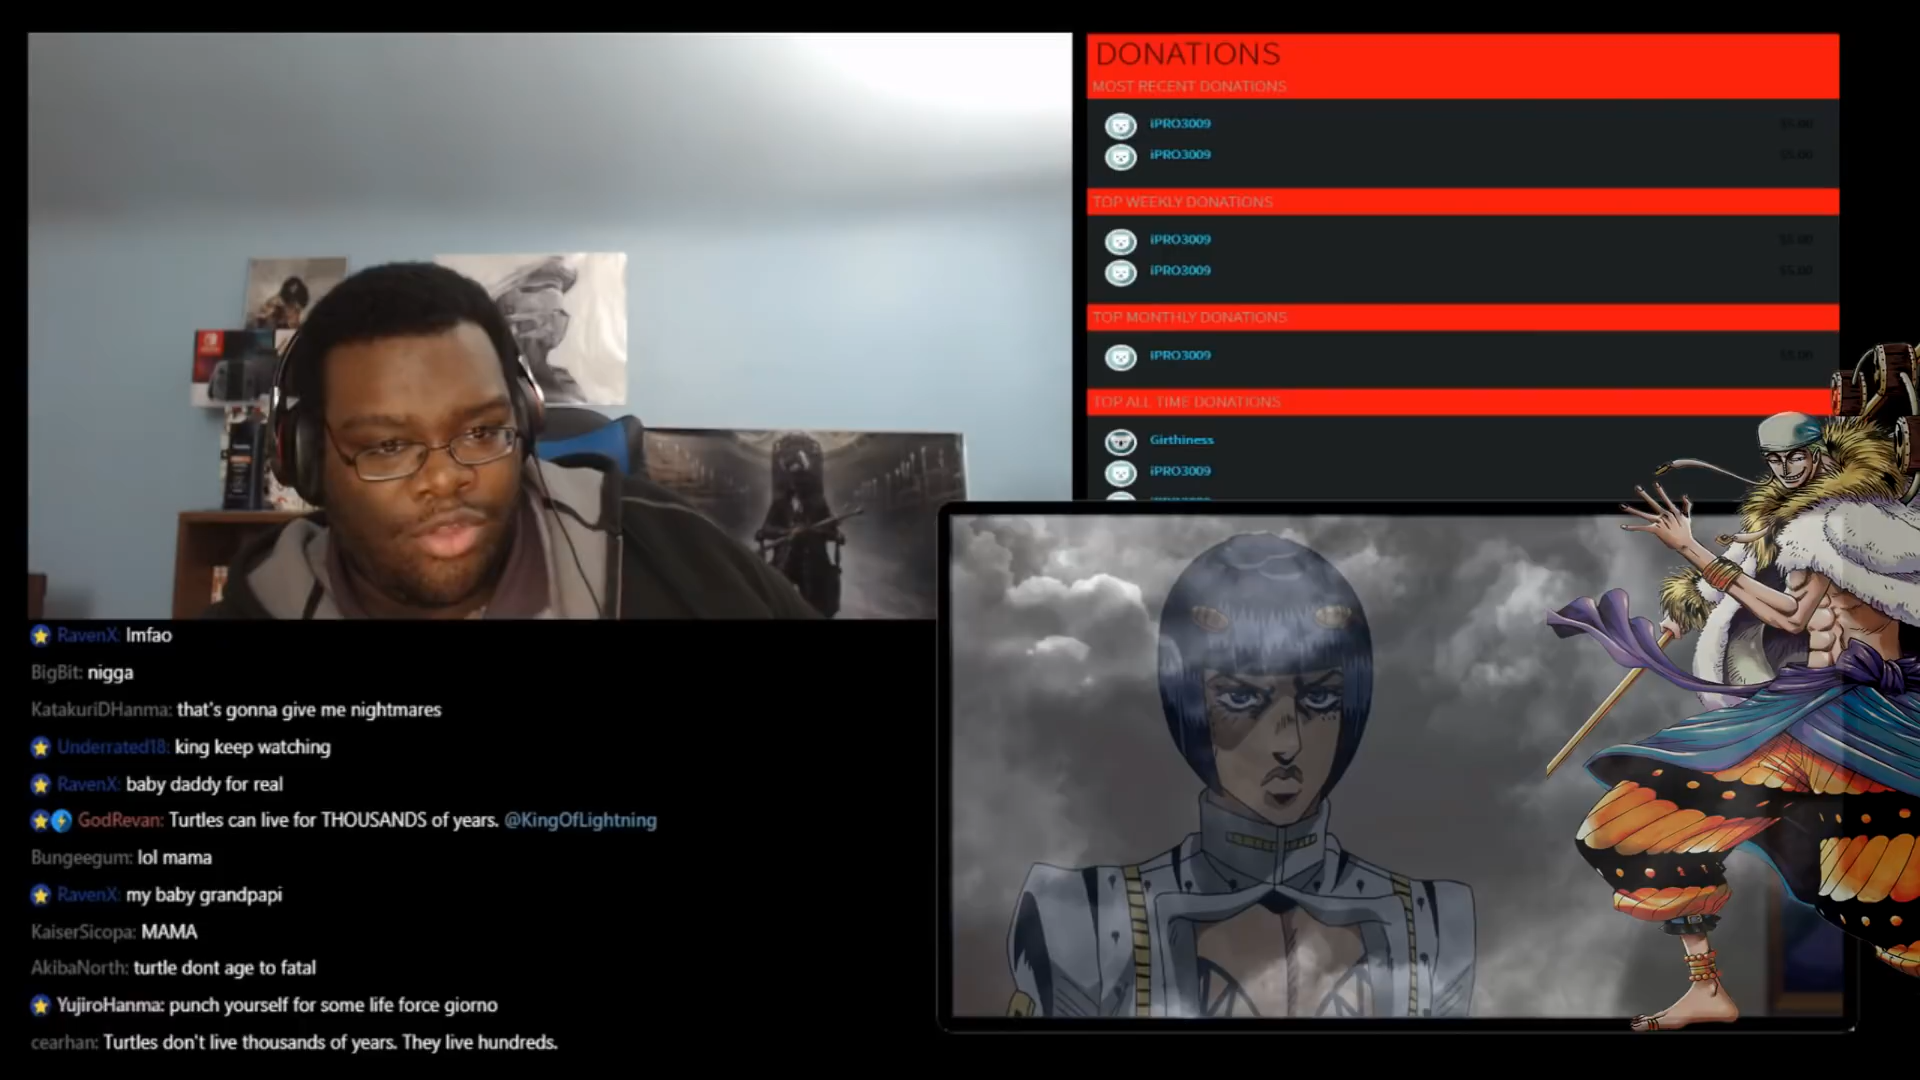 DONATIONS
MOST RECENT DONATIONS
iPRO3009
iPRO3009
TOP WEEKLY DONATIONS
iPRO3009
iPRO3009
TOP MONTHLY DONATIONS
iPRO3009
TOP ALL TIME DONATIONS
Girthiness
iPRO3009
RavenX: lmfao
BigBit: nigga
KatakuriDHanma: that's gonna give me nightmares
Underrated18: king keep watching
RavenX: baby daddy for real
GodRevan: Turtles can live for THOUSANDS of years. @KingOfLightning
Bungeegum: lol mama
RavenX: my baby grandpapi
KaiserSicopa: MAMA
AkibaNorth: turtle dont age to fatal
YujiroHanma: punch yourself for some life force giorno
cearhan: Turtles don't live thousands of years. They live hundreds.